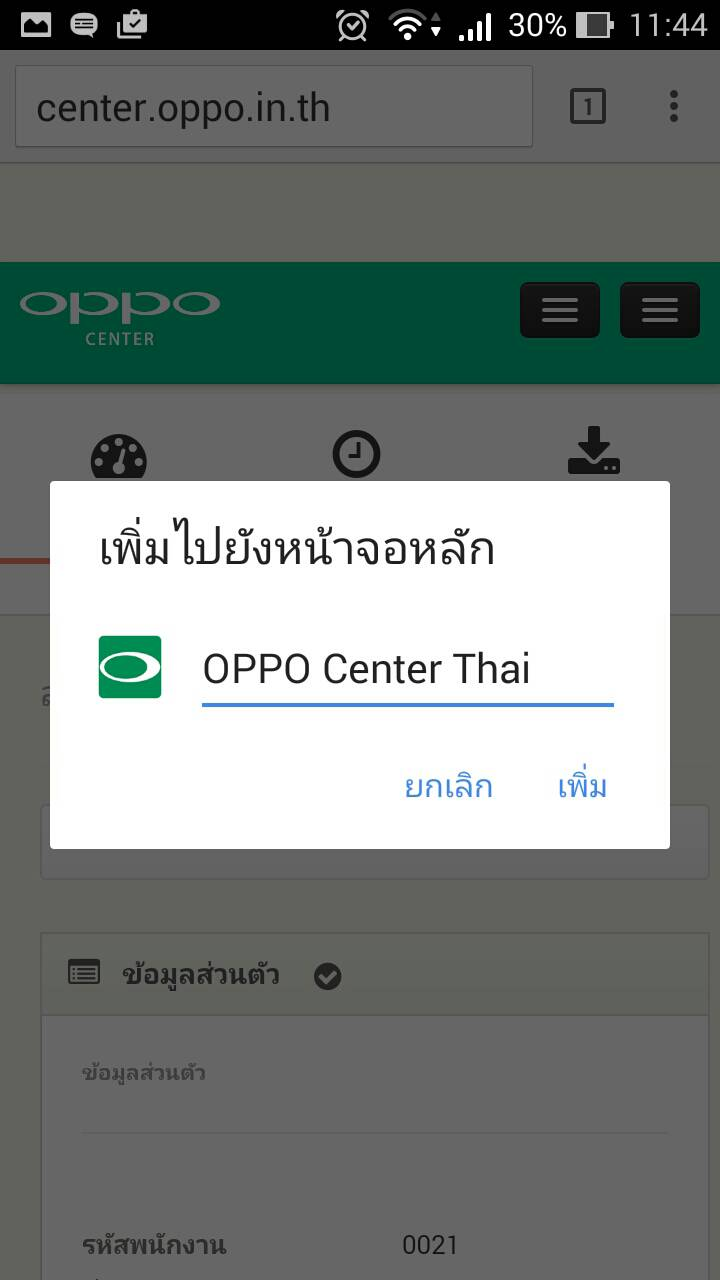 30% 11:44
center.oppo.in.th
1
oppo
CENTER
เพิ่มไปยังหน้าจอหลัก
OPPO Center Thai
ยกเลิก เพิ่ม
ข้อมูลส่วนตัว
ข้อมูลส่วนตัว
รหัสพนักงาน 0021